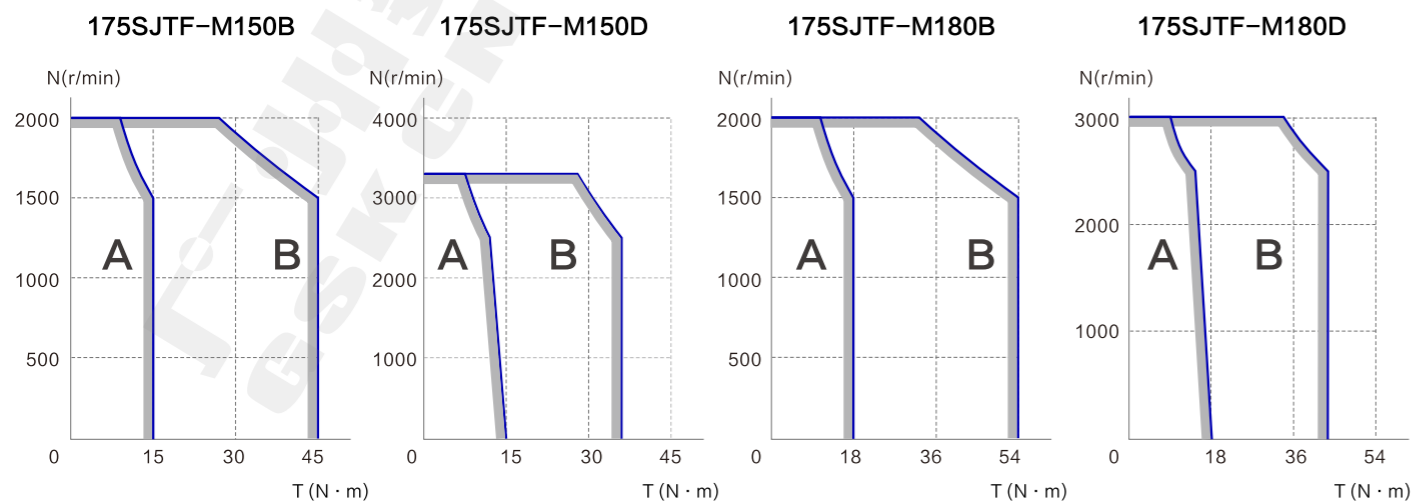 175SJTF-M150B
175SJTF-M150D
175SJTF-M180B
175SJTF-M180D
N(r/min)
2000
1500
1000
500
0
15
30
45
T (N · m)
A
B
N(r/min)
4000
3000
2000
1000
0
15
30
45
T (N · m)
A
B
N(r/min)
2000
1500
1000
500
0
18
36
54
T (N · m)
A
B
N(r/min)
3000
2000
1000
0
18
36
54
T (N · m)
A
B